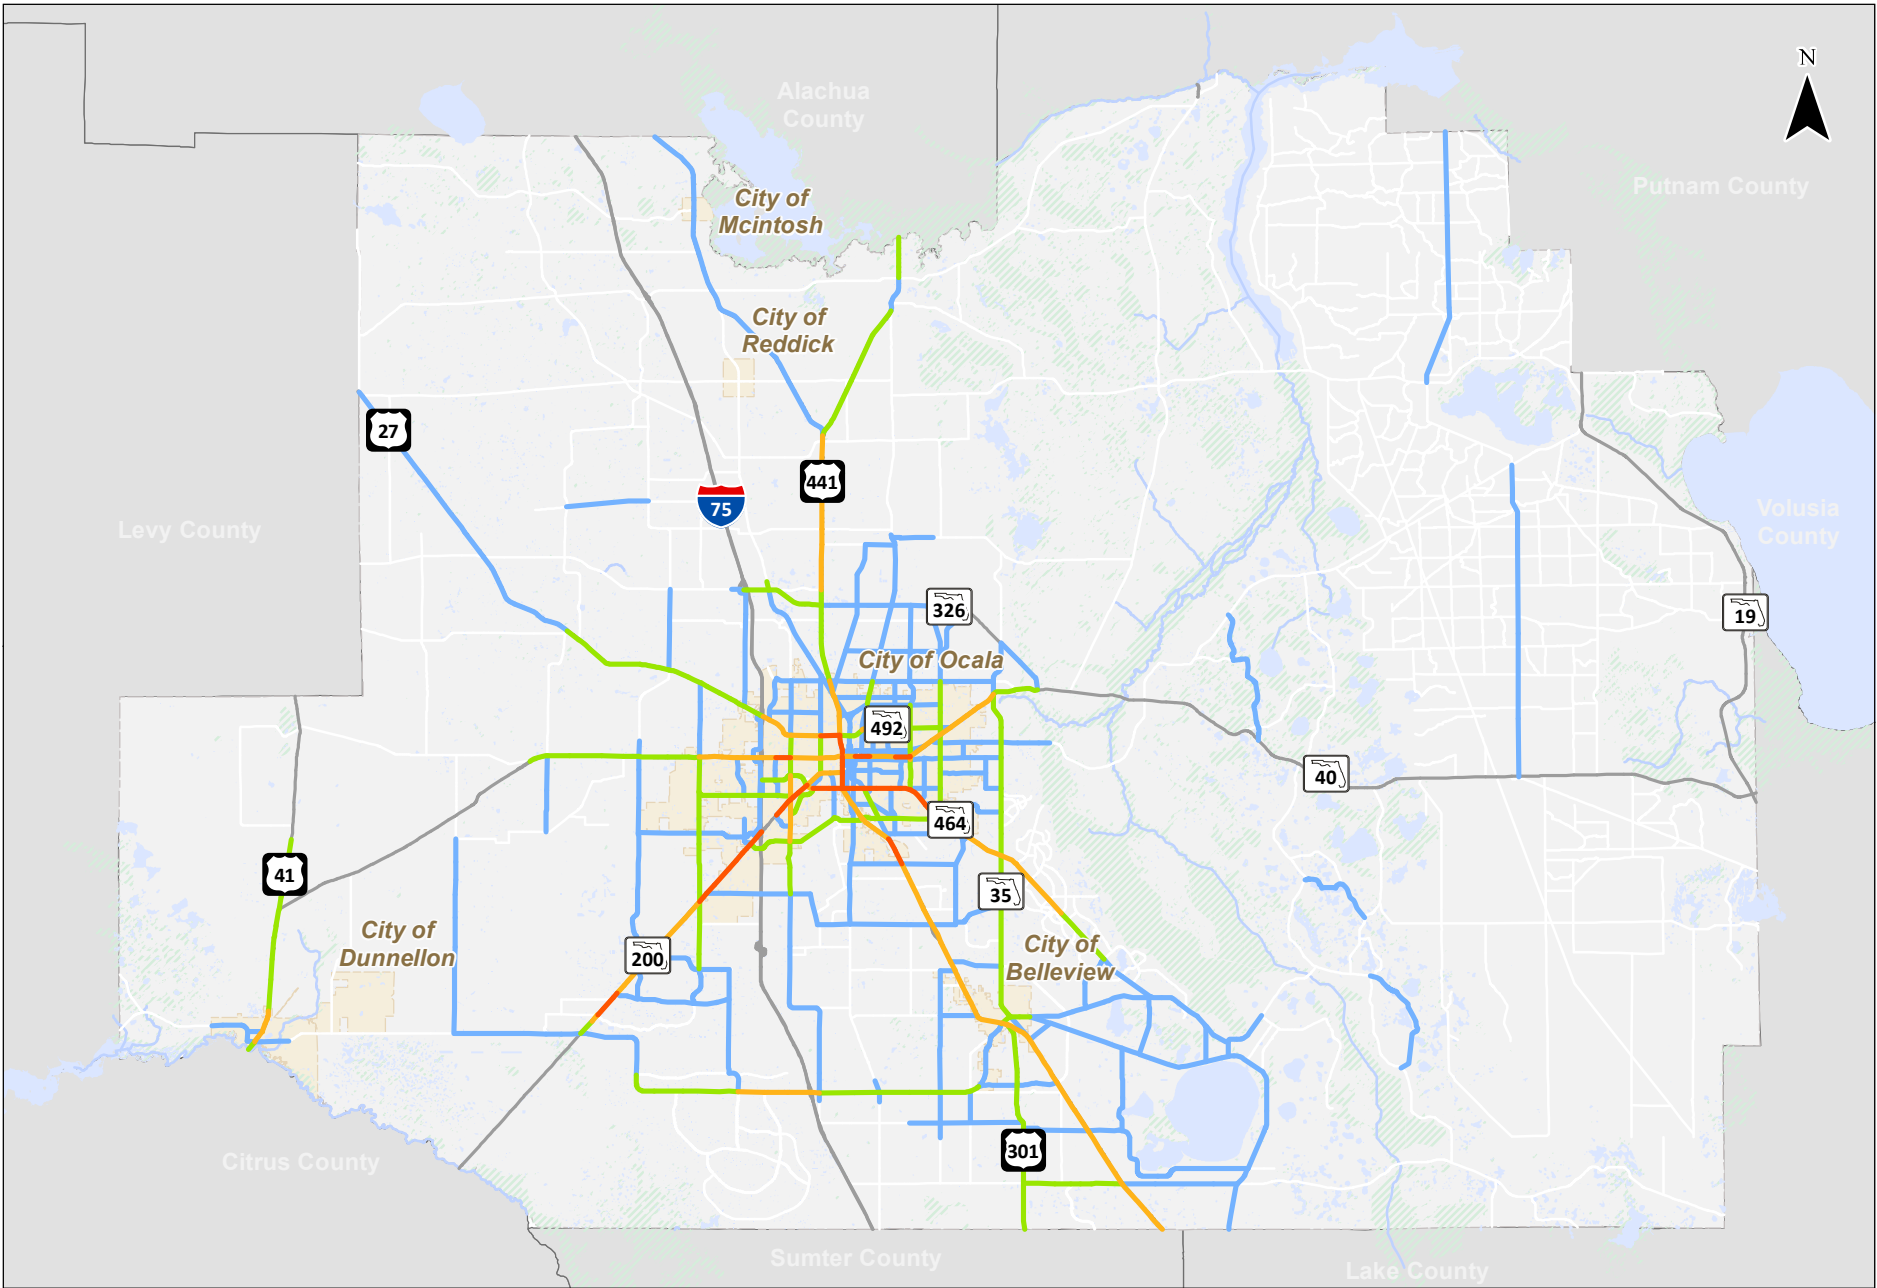 N
Alachua
County
Putnam County
City of
Mcintosh
City of
Reddick
27
441
75
Levy County
Volusia
County
326
19
City of Ocala
492
40
464
41
35
City of
Dunnellon
City of
Belleview
200
301
Citrus County
Sumter County
Lake County